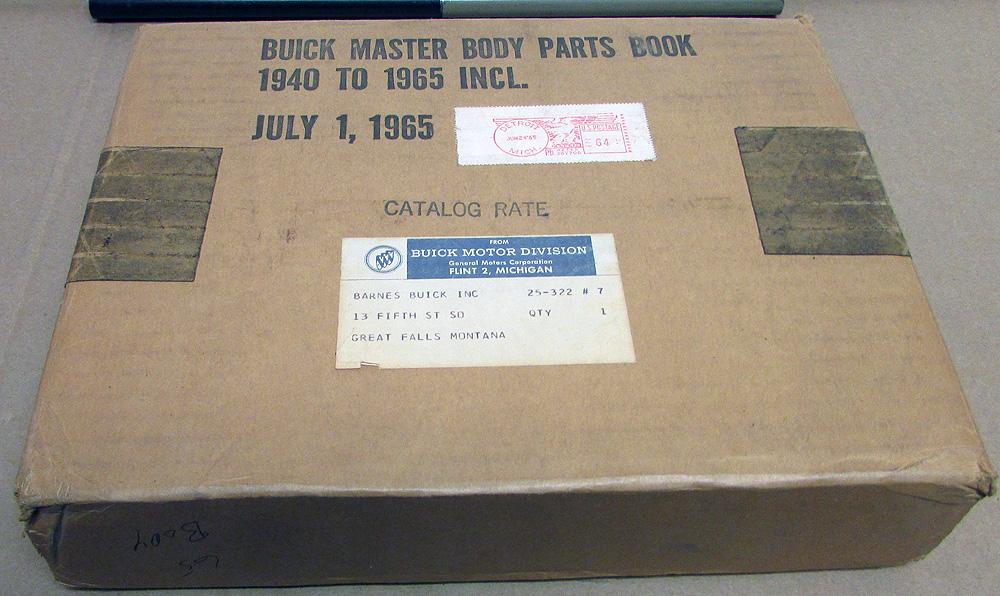 BUICK MASTER BODY PARTS BOOK
1940 TO 1965 INCL.
JULY 1, 1965
DETROIT
MICH.
U.S. POSTAGE
64
CATALOG RATE
FROM
BUICK MOTOR DIVISION
General Motors Corporation
FLINT 2, MICHIGAN
BARNES BUICK INC 25-322 # 7
13 FIFTH ST SO QTY 1
GREAT FALLS MONTANA
65
BODY